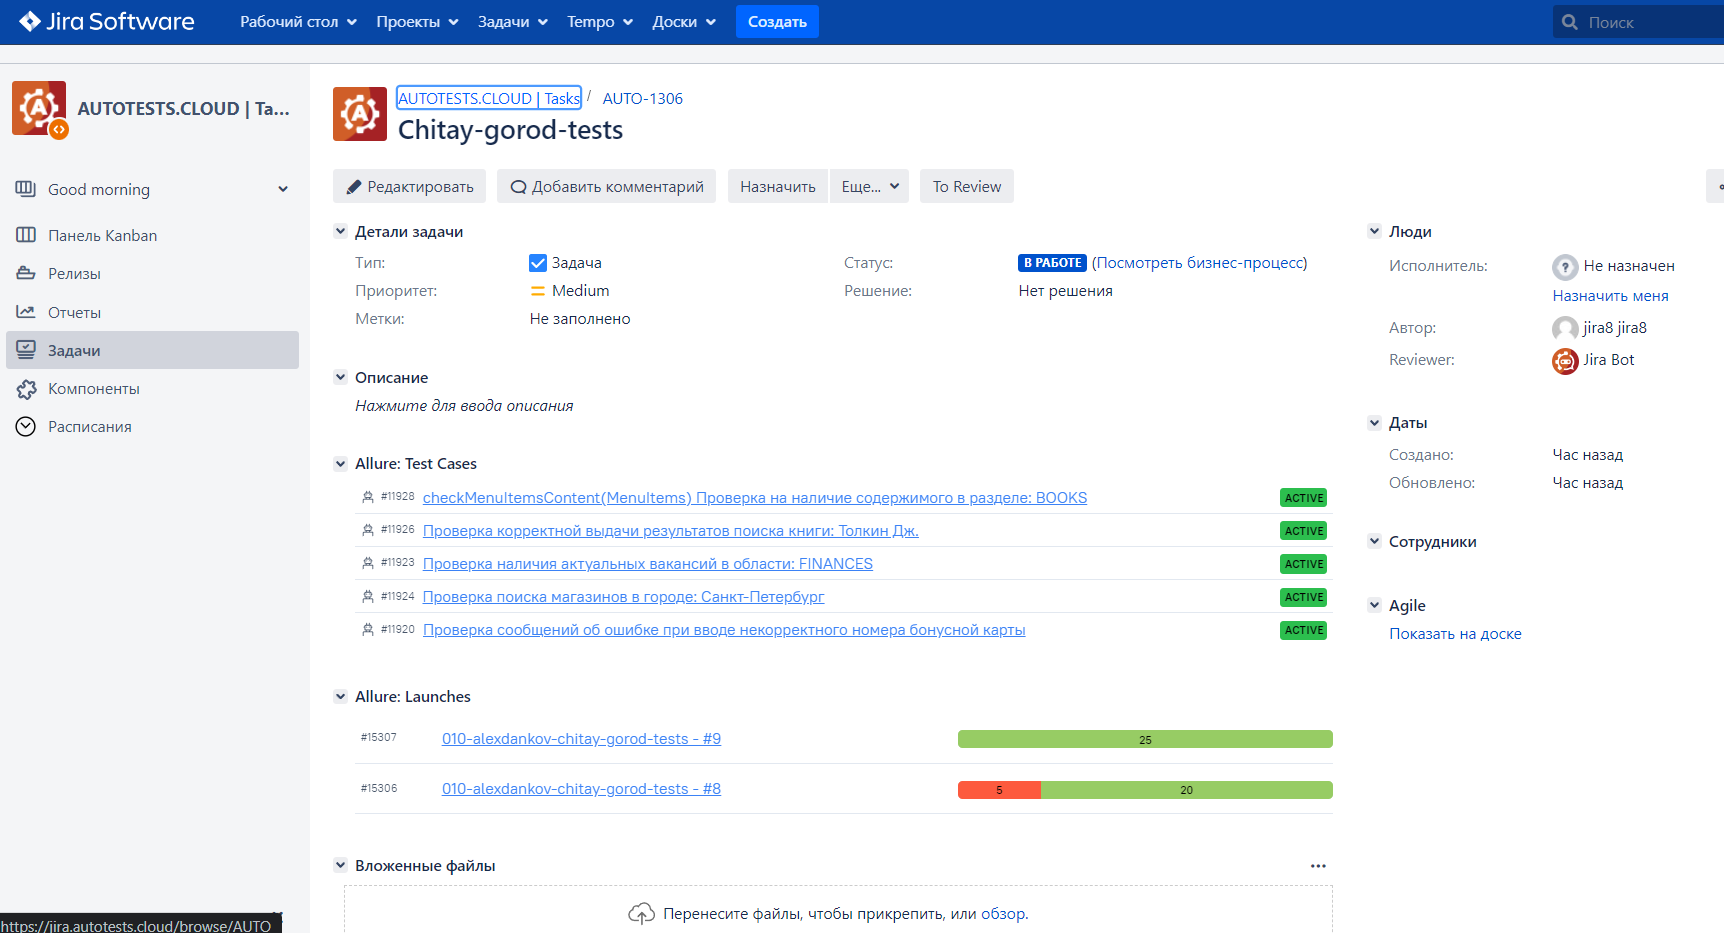 Jira Software
Рабочий стол
Проекты
Задачи
Tempo
Доски
Создать
Поиск
AUTOTESTS.CLOUD | Ta...
Good morning
Панель Kanban
Релизы
Отчеты
Задачи
Компоненты
Расписания
AUTOTESTS.CLOUD | Tasks / AUTO-1306
Chitay-gorod-tests
Редактировать
Добавить комментарий
Назначить
Еще...
To Review
Детали задачи
Тип: Задача
Приоритет: Medium
Метки: Не заполнено
Статус: В РАБОТЕ (Посмотреть бизнес-процесс)
Решение: Нет решения
Описание
Нажмите для ввода описания
Allure: Test Cases
#11928 checkMenuItemsContent(MenuItems) Проверка на наличие содержимого в разделе: BOOKS ACTIVE
#11926 Проверка корректной выдачи результатов поиска книги: Толкин Дж. ACTIVE
#11923 Проверка наличия актуальных вакансий в области: FINANCES ACTIVE
#11924 Проверка поиска магазинов в городе: Санкт-Петербург ACTIVE
#11920 Проверка сообщений об ошибке при вводе некорректного номера бонусной карты ACTIVE
Allure: Launches
#15307 010-alexdankov-chitay-gorod-tests - #9 25
#15306 010-alexdankov-chitay-gorod-tests - #8 5 20
Вложенные файлы
Перенесите файлы, чтобы прикрепить, или обзор.
Люди
Исполнитель: Не назначен
Назначить меня
Автор: jira8 jira8
Reviewer: Jira Bot
Даты
Создано: Час назад
Обновлено: Час назад
Сотрудники
Agile
Показать на доске
https://jira.autotests.cloud/browse/AUTO